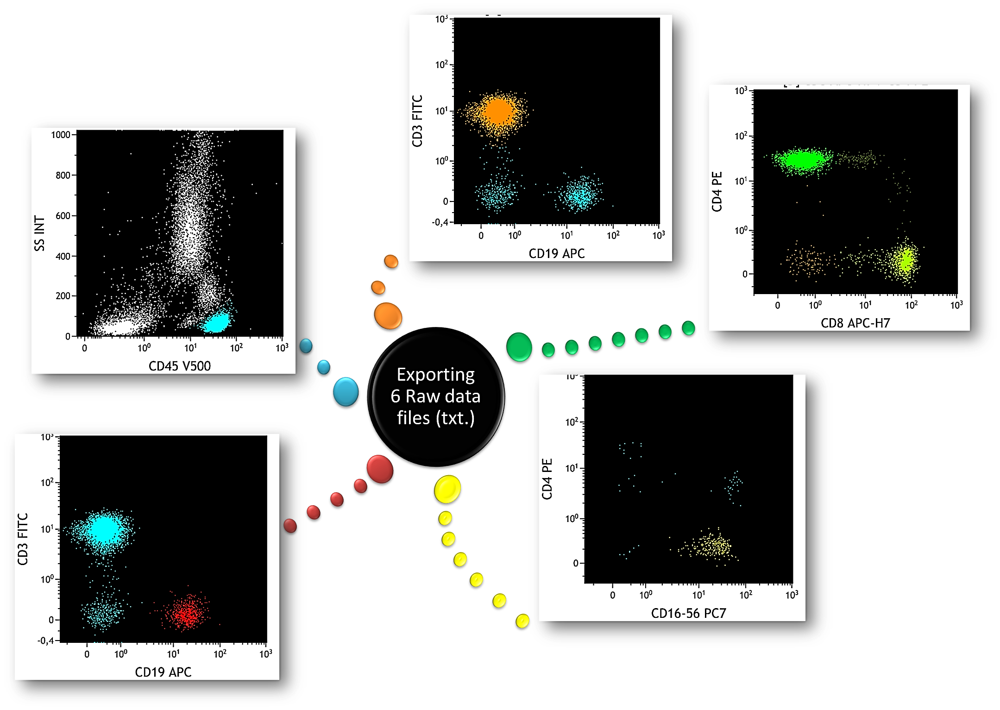 10³
10²
10¹
10⁰
0
-0,4
CD3 FITC
0 10⁰ 10¹ 10² 10³
CD19 APC
10³
10²
10¹
10⁰
0
CD4 PE
0 10⁰ 10¹ 10² 10³
CD8 APC-H7
1000
800
600
400
200
0
SS INT
0 10⁰ 10¹ 10² 10³
CD45 V500
Exporting
6 Raw data
files (txt.)
10³
10²
10¹
10⁰
0
CD4 PE
0 10⁰ 10¹ 10² 10³
CD16-56 PC7
10³
10²
10¹
10⁰
0
-0,4
CD3 FITC
0 10⁰ 10¹ 10² 10³
CD19 APC